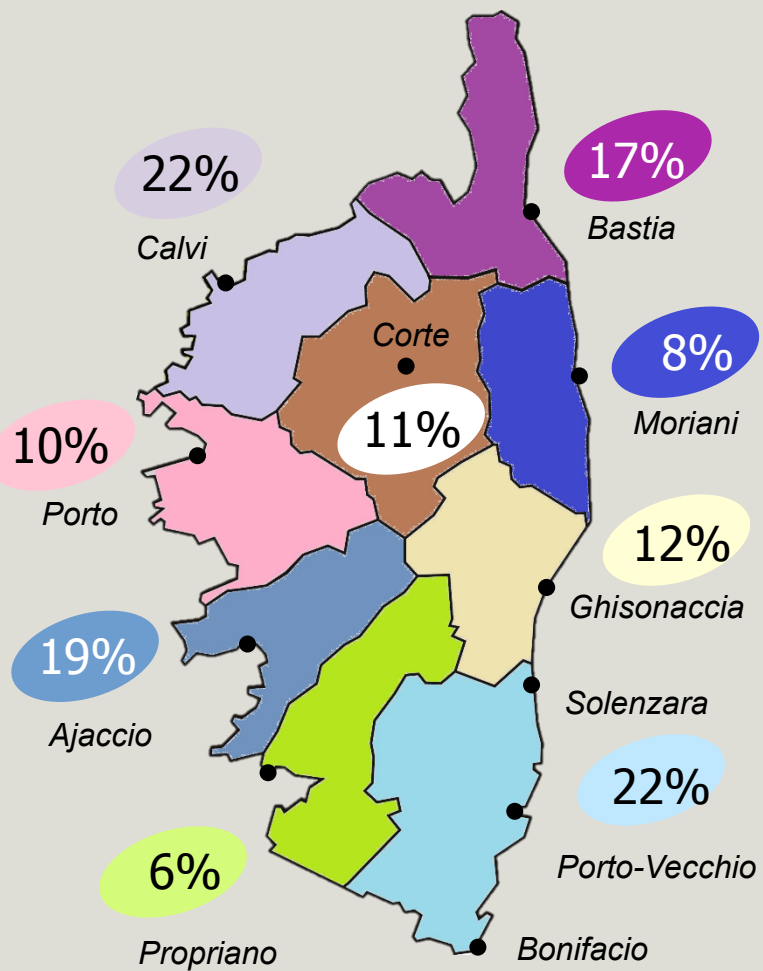 22%
Calvi
17%
Bastia
Corte
11%
8%
Moriani
10%
Porto
12%
Ghisonaccia
19%
Ajaccio
Solenzara
22%
Porto-Vecchio
6%
Propriano
Bonifacio